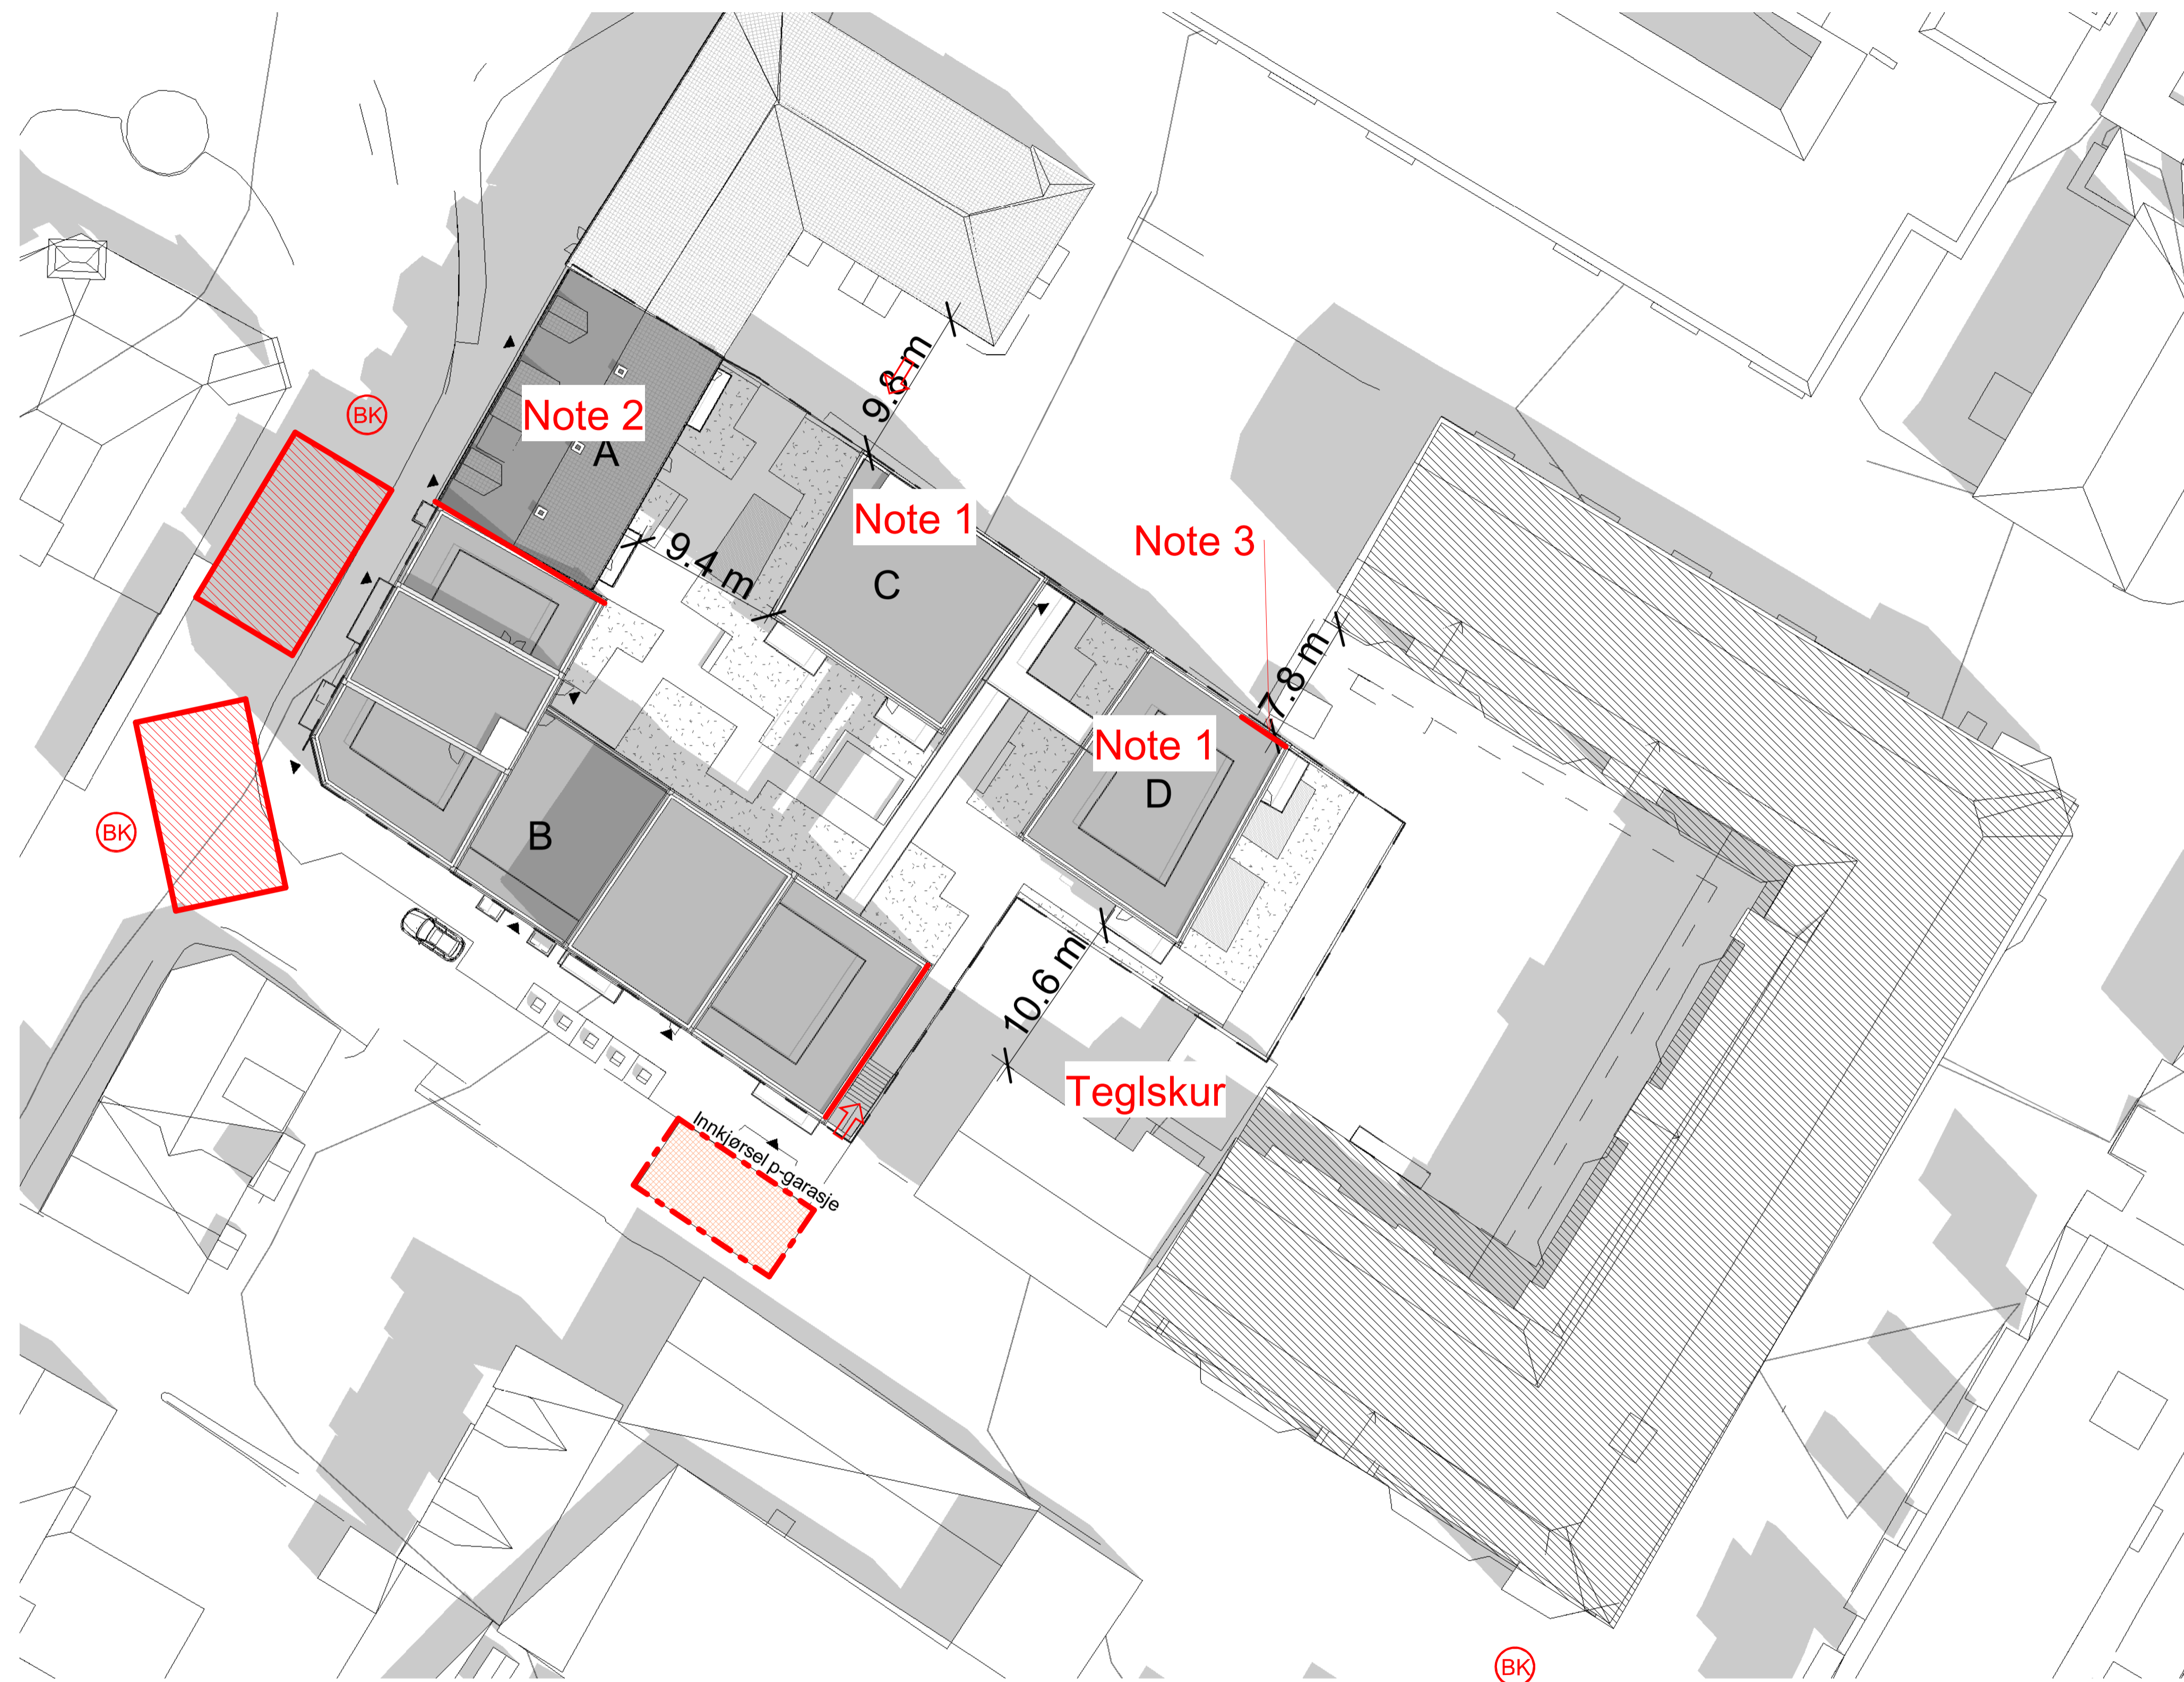 9.8 m
BK
Note 2
A
Note 1
C
9.4 m
Note 3
7.8 m
Note 1
D
BK
B
10.6 m
Teglskur
Innkjørsel p-garasje
BK